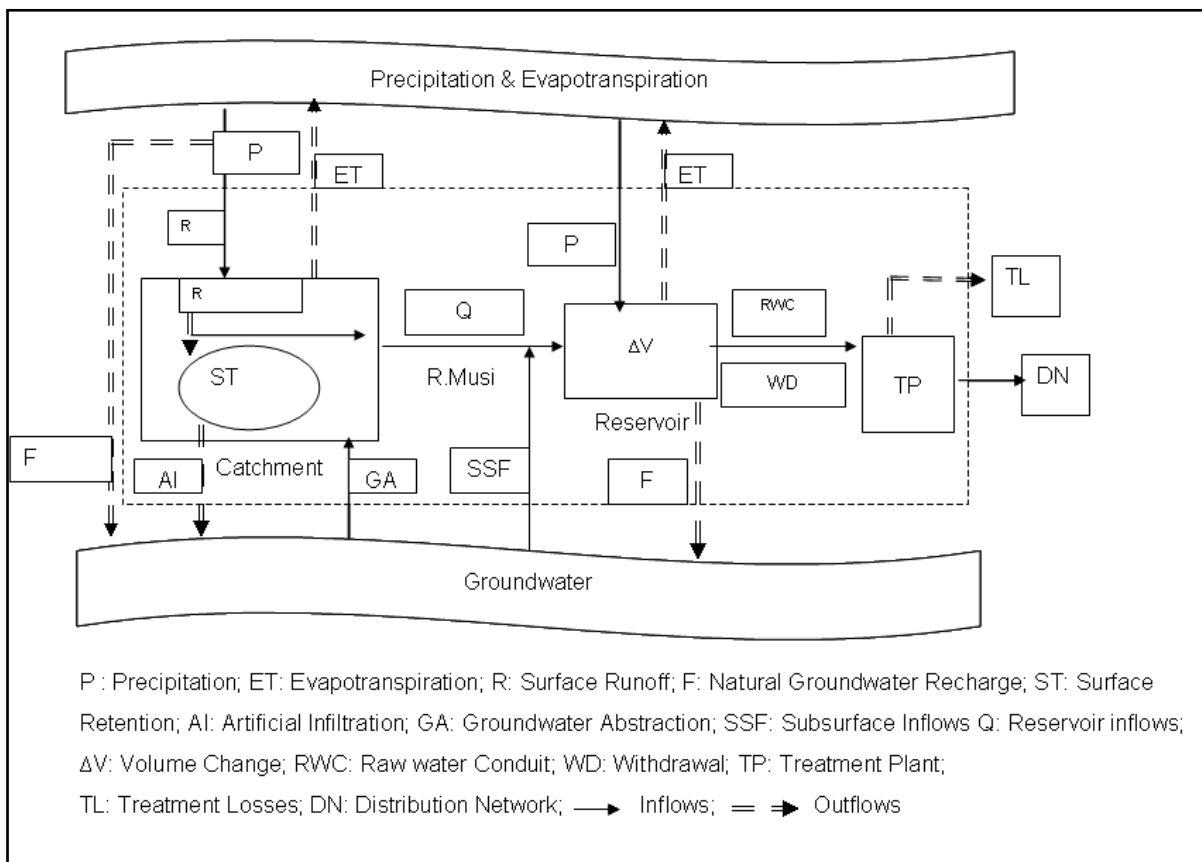 Precipitation & Evapotranspiration
P
ET
ET
R
P
R
Q
RWC
TL
ΔV
ST
R.Musi
WD
TP
DN
Reservoir
F
Catchment
SSF
AI
GA
F
Groundwater
P : Precipitation; ET: Evapotranspiration; R: Surface Runoff; F: Natural Groundwater Recharge; ST: Surface
Retention; AI: Artificial Infiltration; GA: Groundwater Abstraction; SSF: Subsurface Inflows Q: Reservoir inflows;
ΔV: Volume Change; RWC: Raw water Conduit; WD: Withdrawal; TP: Treatment Plant;
TL: Treatment Losses; DN: Distribution Network; Inflows; Outflows